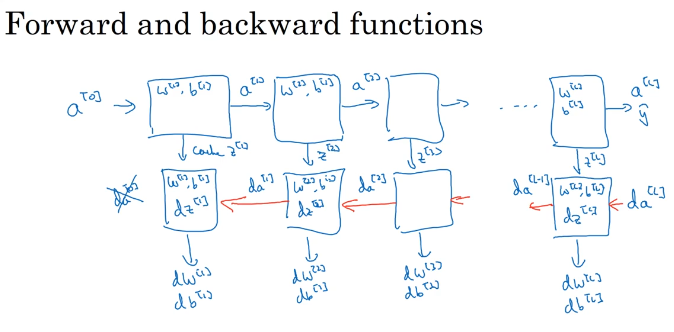 Forward and backward functions
a^[0] → w^[1], b^[1] a^[1] w^[2], b^[2] a^[2] .... w^[L] a^[L]
b^[L] ŷ
cache z^[1] z^[2] z^[3] z^[L]
da^[0] w^[1], b^[1] da^[1] w^[2], b^[2] da^[2] da^[L-1] w^[L], b^[L] da^[L]
dz^[1] dz^[2] dz^[L]
dw^[1] dw^[2] dw^[3] dw^[L]
db^[1] db^[2] db^[3] db^[L]